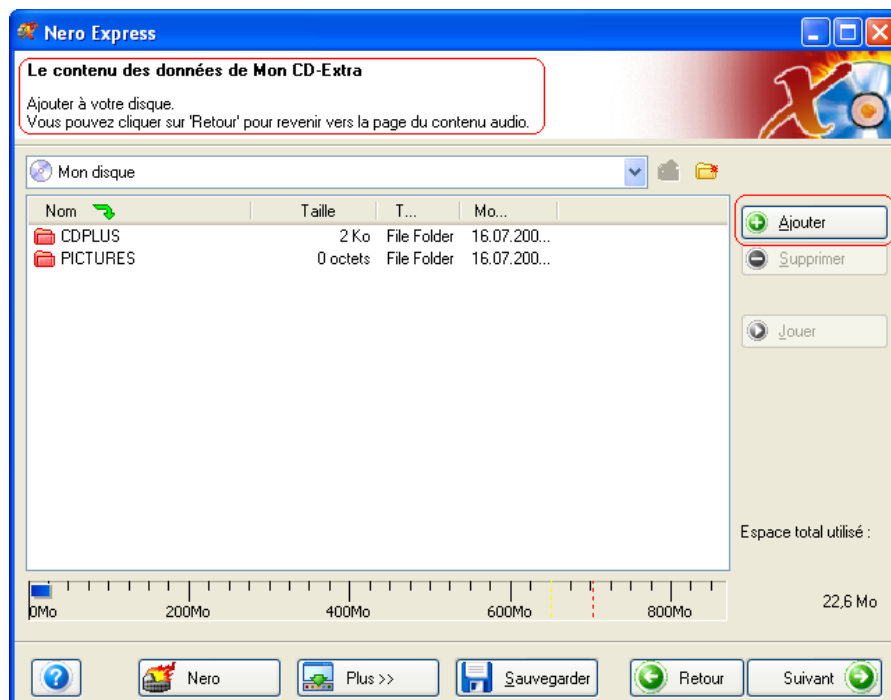 Nero Express
Le contenu des données de Mon CD-Extra
Ajouter à votre disque.
Vous pouvez cliquer sur 'Retour' pour revenir vers la page du contenu audio.
Mon disque
Nom Taille T... Mo...
CDPLUS 2 Ko File Folder 16.07.200...
PICTURES 0 octets File Folder 16.07.200...
Ajouter
Supprimer
Jouer
Espace total utilisé :
22,6 Mo
0Mo 200Mo 400Mo 600Mo 800Mo
Nero Plus >> Sauvegarder Retour Suivant